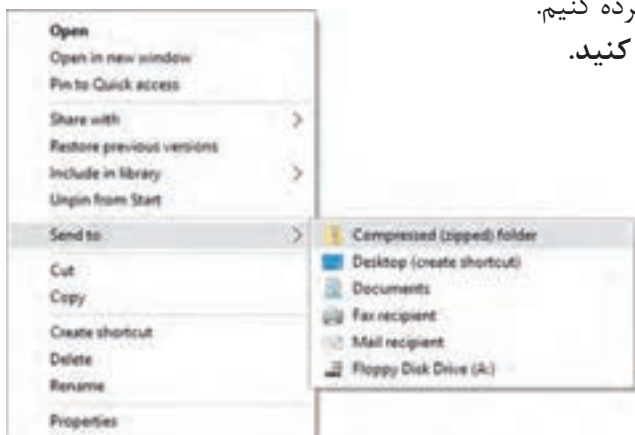 رده کنیم.
کنید.
Open
Open in new window
Pin to Quick access
Share with
Restore previous versions
Include in library
Unpin from Start
Send to
Cut
Copy
Create shortcut
Delete
Rename
Properties
Compressed (zipped) folder
Desktop (create shortcut)
Documents
Fax recipient
Mail recipient
Floppy Disk Drive (A:)